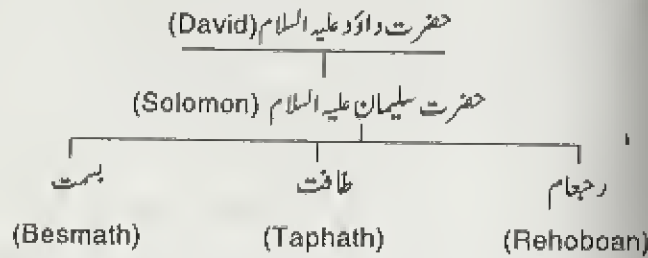 حضرت داؤد علیہ السلام (David)
حضرت سلیمان علیہ السلام (Solomon)
رحبعام طافت بسمت
(Rehoboan) (Taphath) (Besmath)